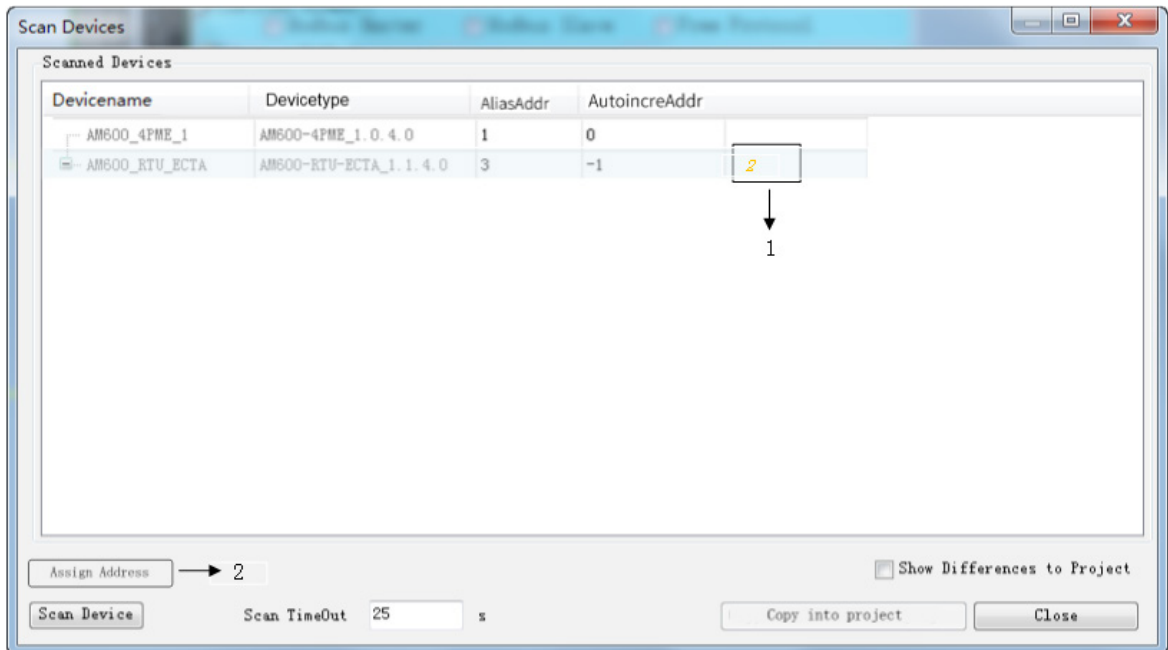 Scan Devices
Scanned Devices
Devicename Devicetype AliasAddr AutoincreAddr
AM600_4PME_1 AM600-4PME_1.0.4.0 1 0
AM600_RTU_ECTA AM600-RTU-ECTA_1.1.4.0 3 -1 2
1
Assign Address 2 Show Differences to Project
Scan Device Scan TimeOut 25 s Copy into project Close